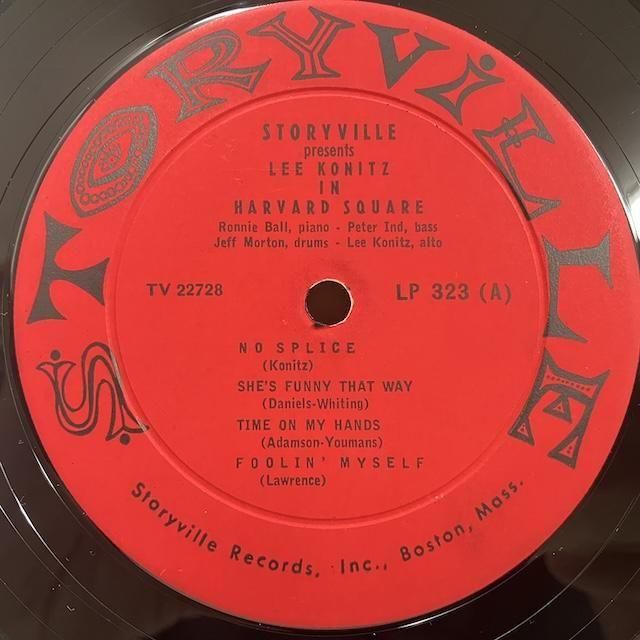 STORYVILLE
STORYVILLE
presents
LEE KONITZ
IN
HARVARD SQUARE
Ronnie Ball, piano - Peter Ind, bass
Jeff Morton, drums - Lee Konitz, alto
TV 22728
LP 323 (A)
NO SPLICE
(Konitz)
SHE'S FUNNY THAT WAY
(Daniels-Whiting)
TIME ON MY HANDS
(Adamson-Youmans)
FOOLIN' MYSELF
(Lawrence)
Storyville Records, Inc., Boston, Mass.